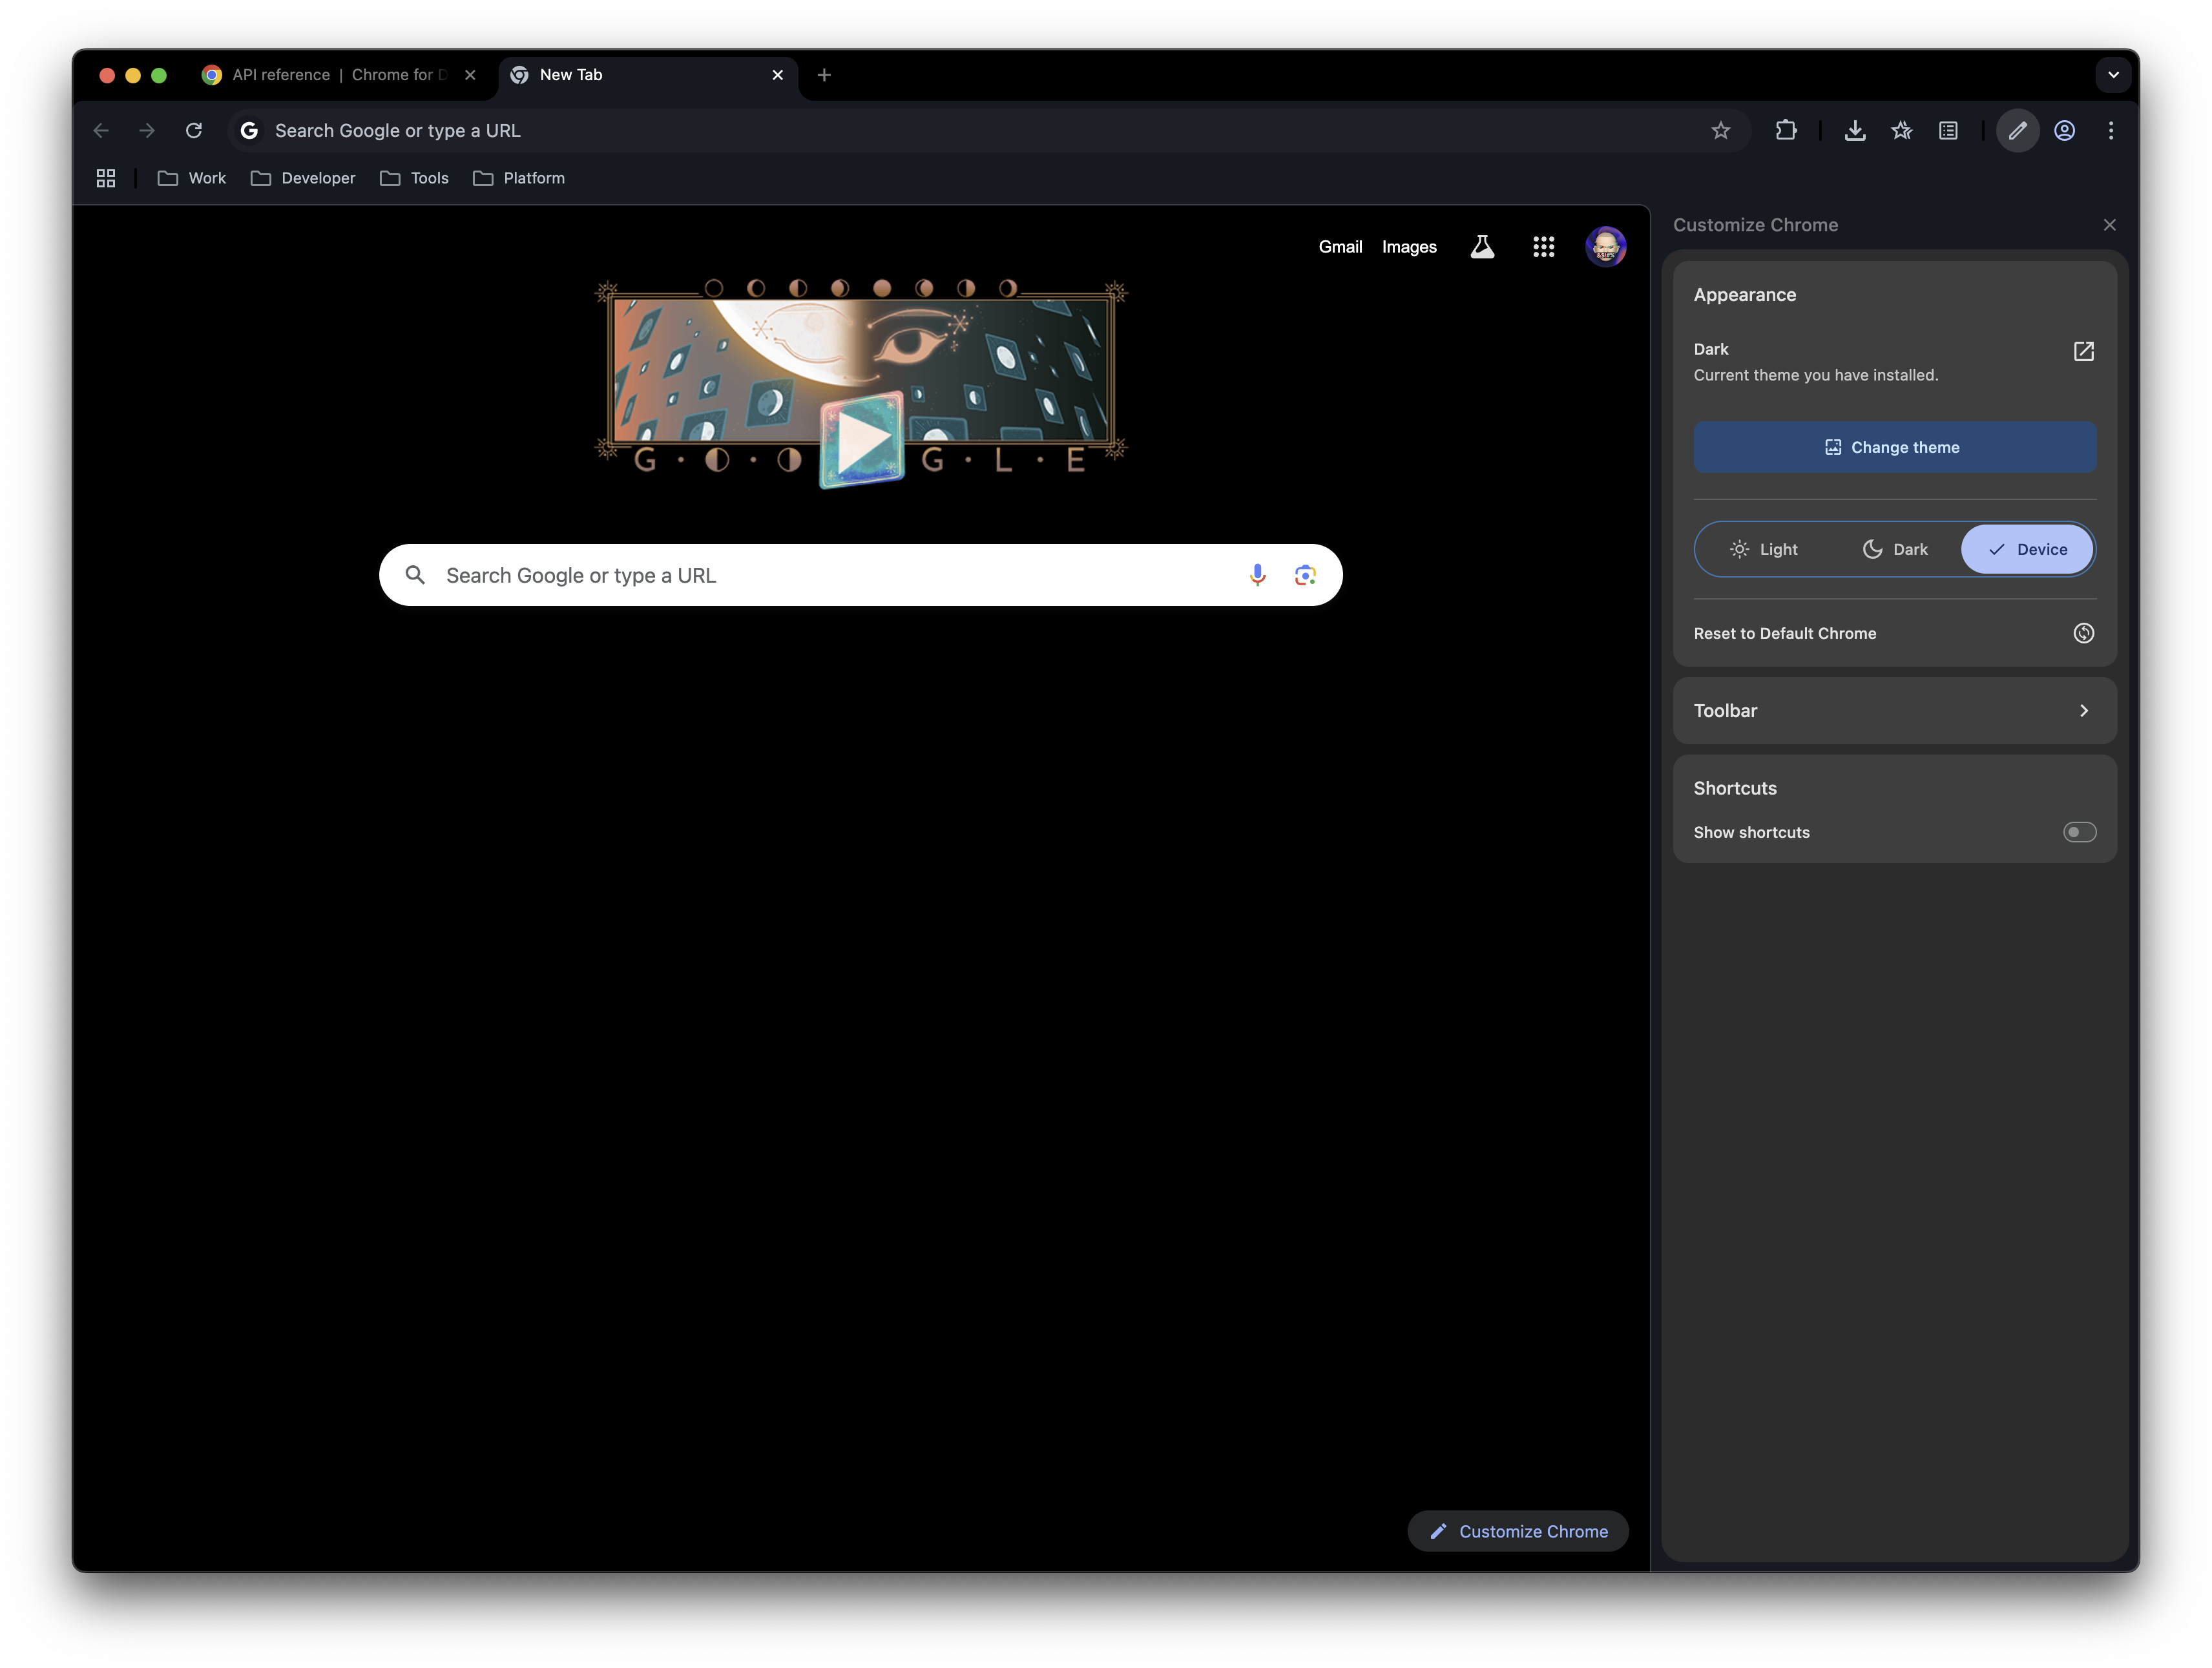 API reference | Chrome for D
New Tab
Search Google or type a URL
Work Developer Tools Platform
Gmail Images
G · O · O G · L · E
Search Google or type a URL
Customize Chrome
Customize Chrome
Appearance
Dark
Current theme you have installed.
Change theme
Light Dark Device
Reset to Default Chrome
Toolbar
Shortcuts
Show shortcuts